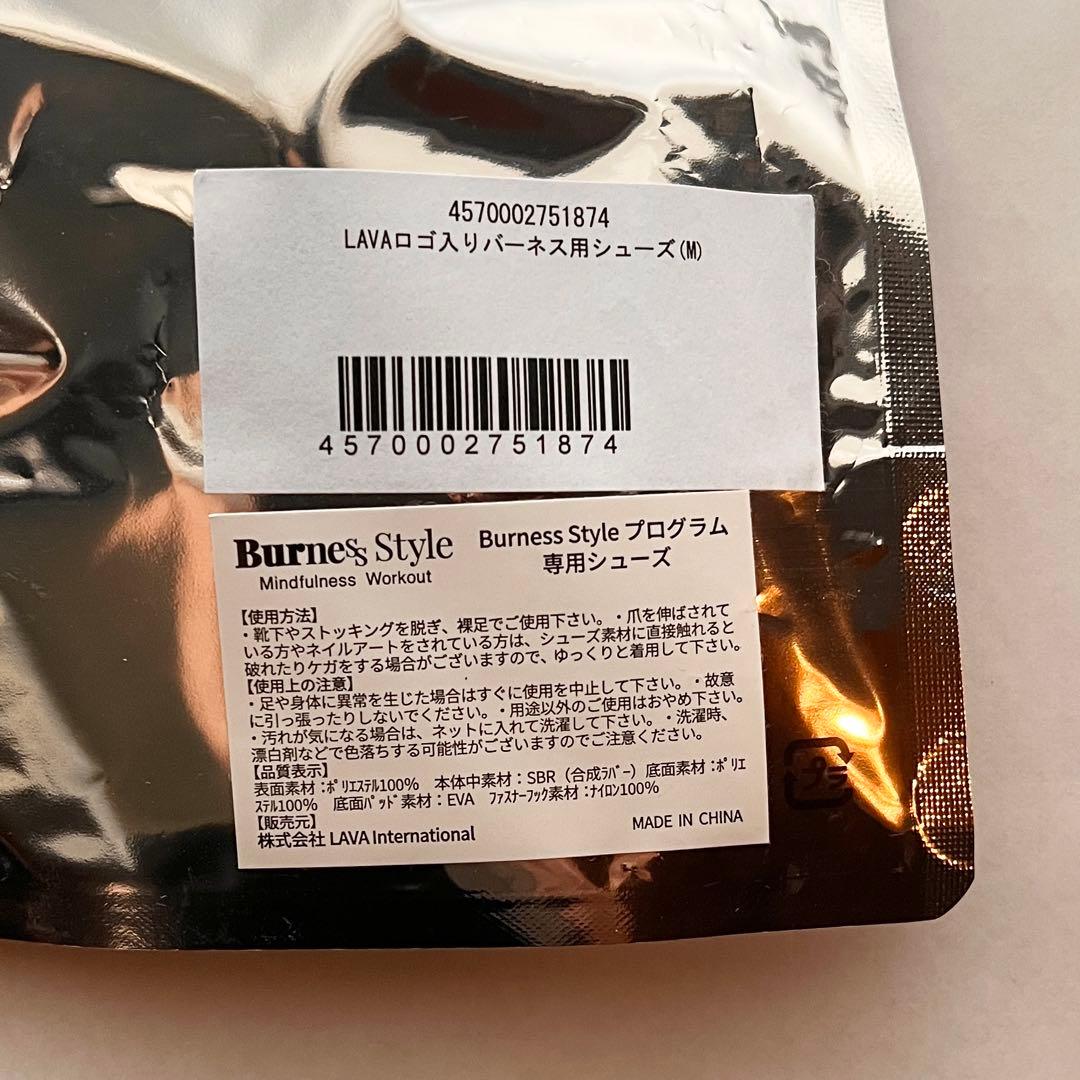 4570002751874
LAVAロゴ入りバーネス用シューズ(M)
4570002751874
Burness Style
Mindfulness Workout
Burness Style プログラム
専用シューズ
【使用方法】
・靴下やストッキングを脱ぎ、裸足でご使用下さい。・爪を伸ばされて
いる方やネイルアートをされている方は、シューズ素材に直接触れると
破れたりケガをする場合がございますので、ゆっくりと着用して下さい。
【使用上の注意】
・足や身体に異常を生じた場合はすぐに使用を中止して下さい。・故意
に引っ張ったりしないでください。・用途以外のご使用はおやめ下さい。
・汚れが気になる場合は、ネットに入れて洗濯して下さい。・洗濯時、
漂白剤などで色落ちする可能性がございますのでご注意ください。
【品質表示】
表面素材:ﾎﾟﾘｴｽﾃﾙ100% 本体中素材:SBR（合成ﾗﾊﾞｰ）底面素材:ﾎﾟﾘｴ
ｽﾃﾙ100% 底面ﾊﾟｯﾄﾞ素材:EVA ﾌｧｽﾅｰﾌｯｸ素材:ﾅｲﾛﾝ100%
【販売元】
株式会社 LAVA International
MADE IN CHINA
プラ